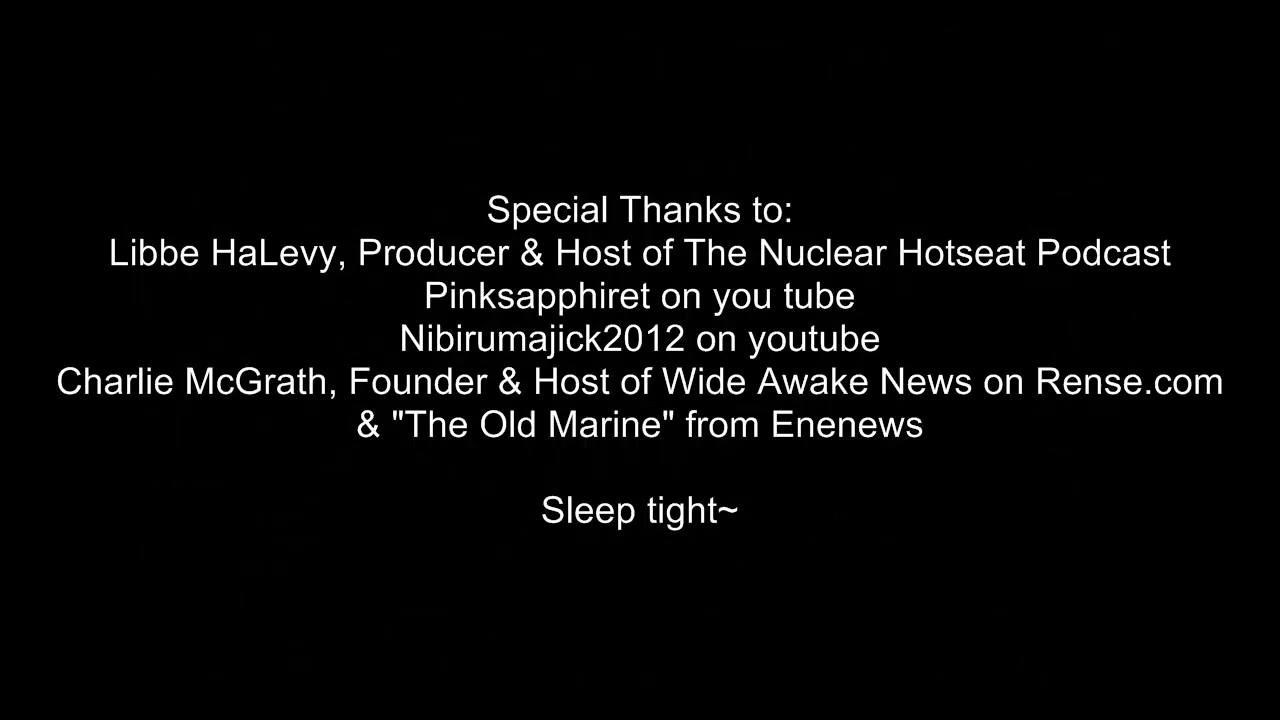 Special Thanks to:
Libbe HaLevy, Producer & Host of The Nuclear Hotseat Podcast
Pinksapphiret on you tube
Nibirumajick2012 on youtube
Charlie McGrath, Founder & Host of Wide Awake News on Rense.com
& "The Old Marine" from Enenews
Sleep tight~